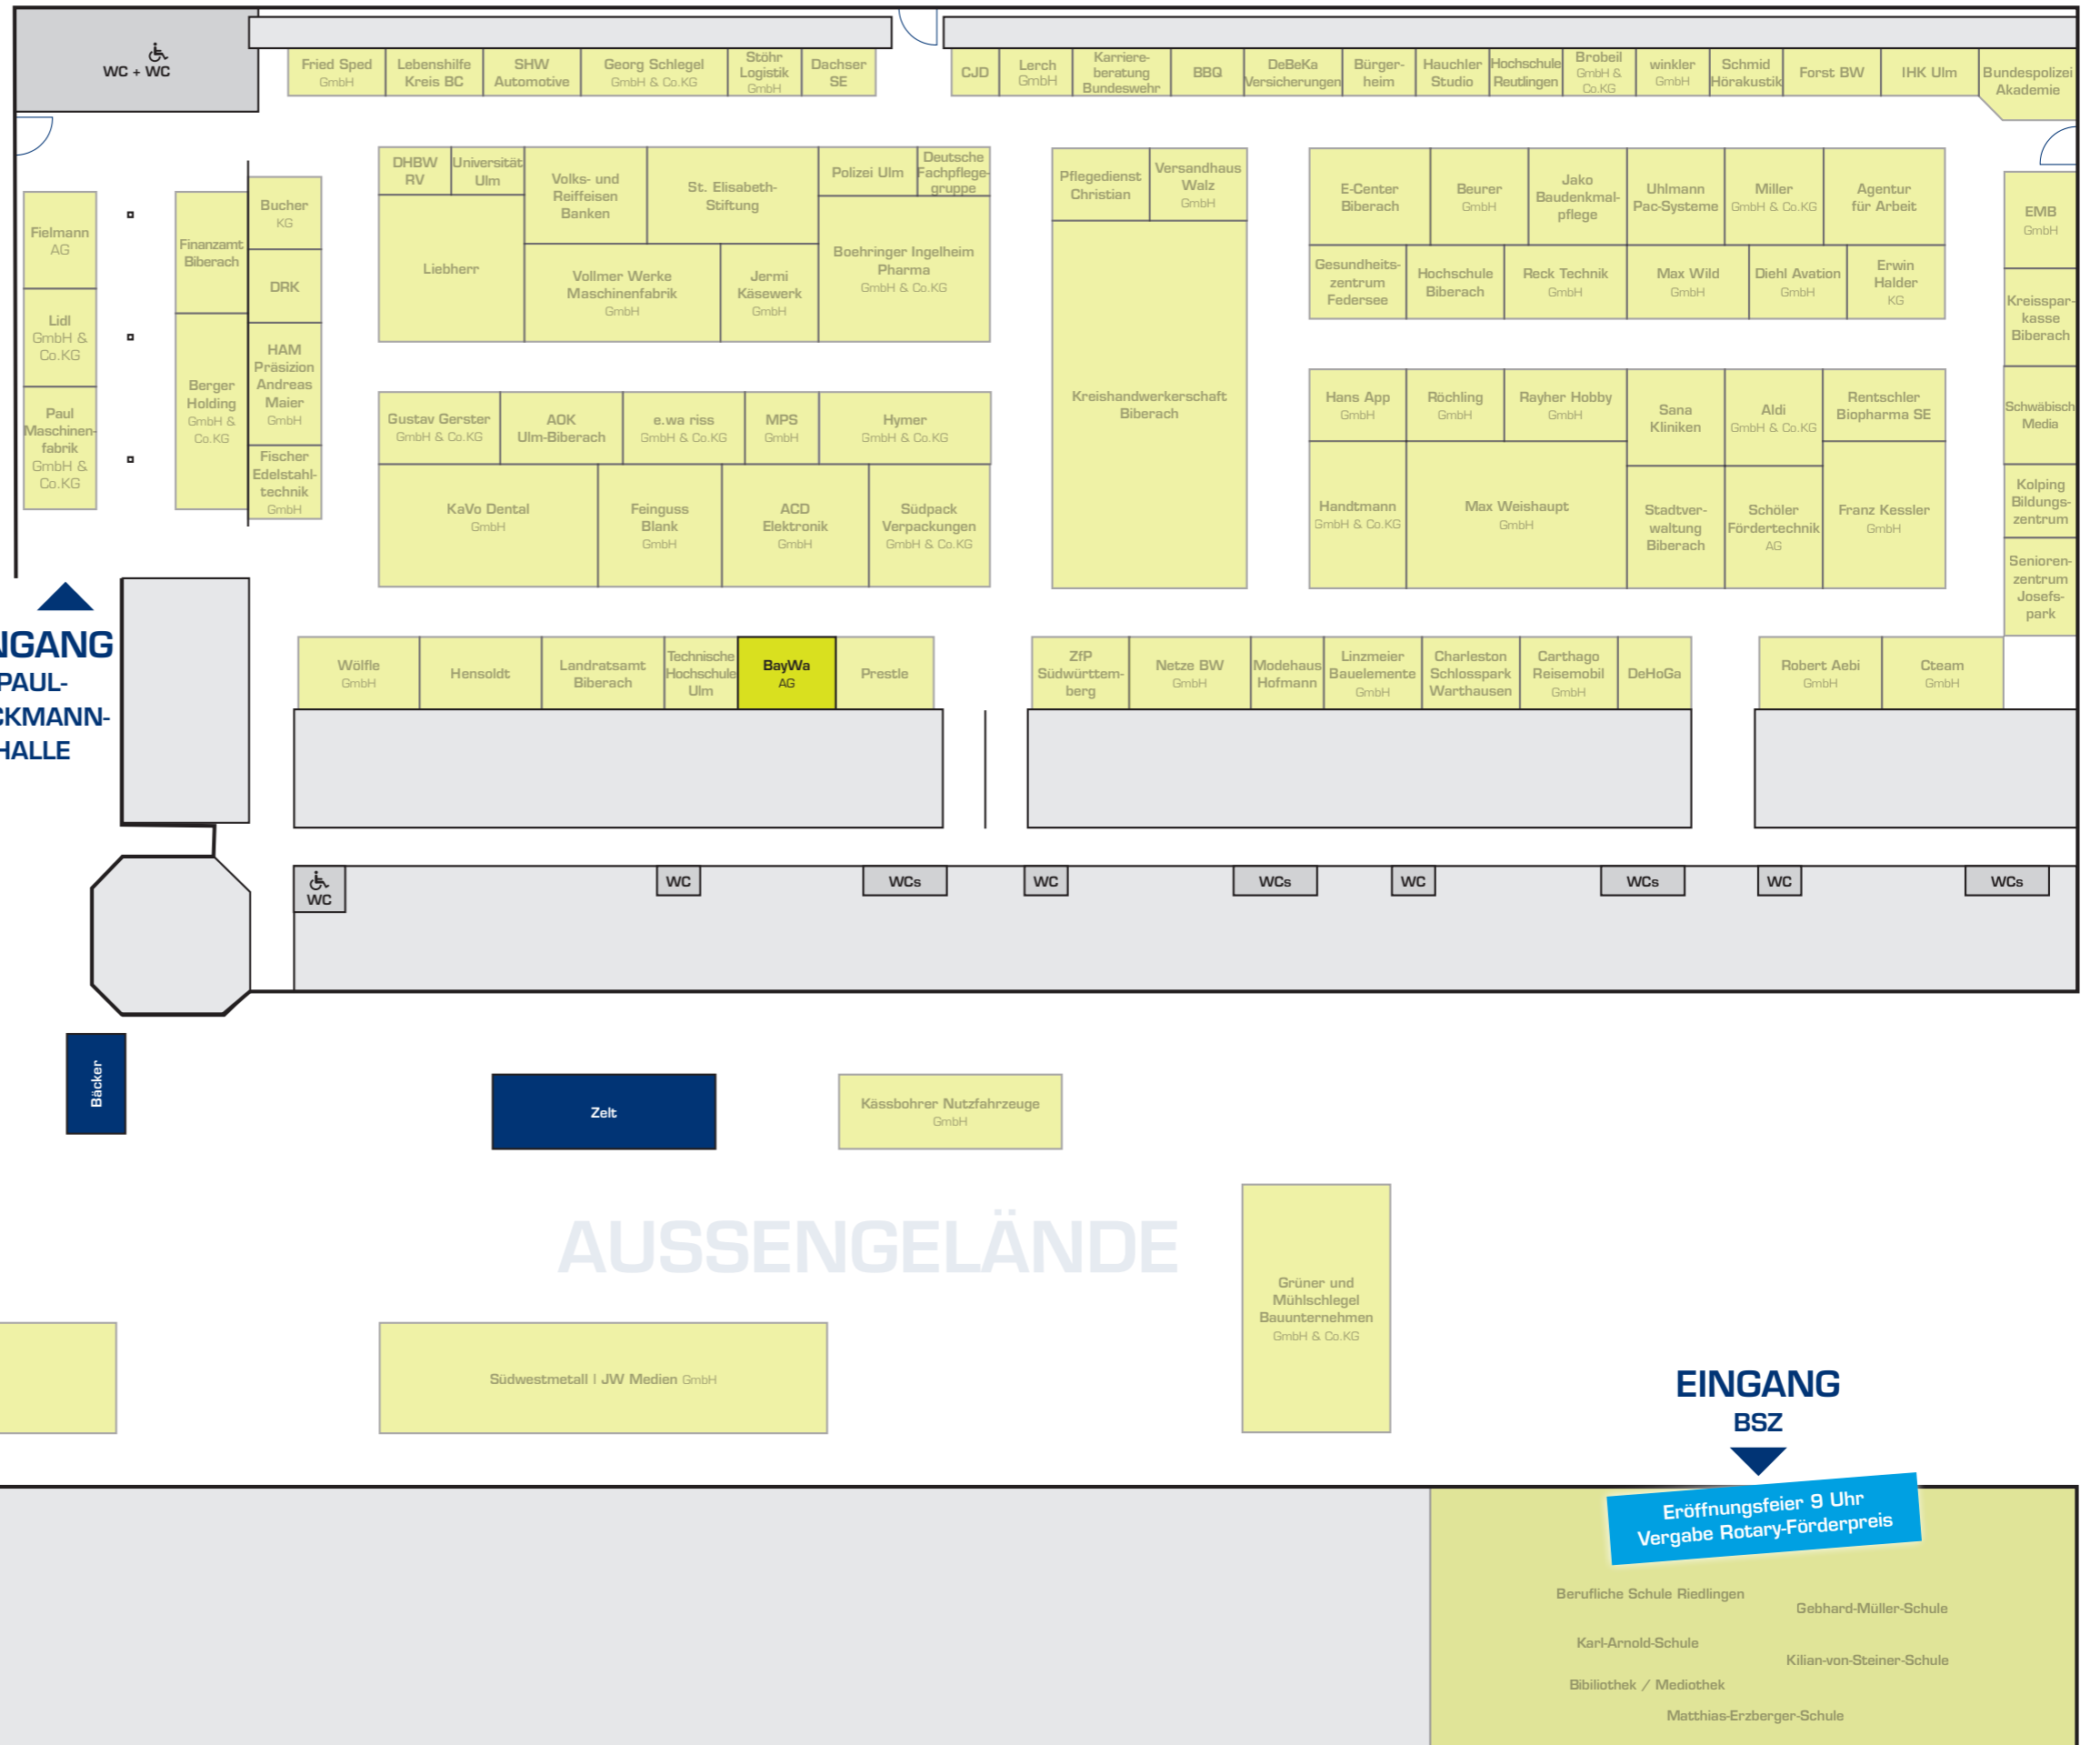 WC + WC
Fried Sped
GmbH
Lebenshilfe
Kreis BC
SHW
Automotive
Georg Schlegel
GmbH & Co.KG
Stöhr
Logistik
GmbH
Dachser
SE
CJD
Lerch
GmbH
Karriere-
beratung
Bundeswehr
BBQ
DeBeKa
Versicherungen
Bürger-
heim
Hauchler
Studio
Hochschule
Reutlingen
Brobeil
GmbH &
Co.KG
winkler
GmbH
Schmid
Hörakustik
Forst BW
IHK Ulm
Bundespolizei
Akademie
Fielmann
AG
Lidl
GmbH &
Co.KG
Paul
Maschinen-
fabrik
GmbH &
Co.KG
Finanzamt
Biberach
Berger
Holding
GmbH &
Co.KG
Bucher
KG
DRK
HAM
Präzision
Andreas
Maier
GmbH
Fischer
Edelstahl-
technik
GmbH
DHBW
RV
Universität
Ulm
Volks- und
Reiffeisen
Banken
St. Elisabeth-
Stiftung
Polizei Ulm
Deutsche
Fachpflege-
gruppe
Liebherr
Vollmer Werke
Maschinenfabrik
GmbH
Jermi
Käsewerk
GmbH
Boehringer Ingelheim
Pharma
GmbH & Co.KG
Gustav Gerster
GmbH & Co.KG
AOK
Ulm-Biberach
e.wa riss
GmbH & Co.KG
MPS
GmbH
Hymer
GmbH & Co.KG
KaVo Dental
GmbH
Feinguss
Blank
GmbH
ACD
Elektronik
GmbH
Südpack
Verpackungen
GmbH & Co.KG
Pflegedienst
Christian
Versandhaus
Walz
GmbH
Kreishandwerkerschaft
Biberach
E-Center
Biberach
Beurer
GmbH
Jako
Baudenkmal-
pflege
Uhlmann
Pac-Systeme
Miller
GmbH & Co.KG
Agentur
für Arbeit
Gesundheits-
zentrum
Federsee
Hochschule
Biberach
Reck Technik
GmbH
Max Wild
GmbH
Diehl Avation
GmbH
Erwin
Halder
KG
Hans App
GmbH
Röchling
GmbH
Rayher Hobby
GmbH
Sana
Kliniken
Aldi
GmbH & Co.KG
Rentschler
Biopharma SE
Handtmann
GmbH & Co.KG
Max Weishaupt
GmbH
Stadtver-
waltung
Biberach
Schöler
Fördertechnik
AG
Franz Kessler
GmbH
EMB
GmbH
Kreisspar-
kasse
Biberach
Schwäbisch
Media
Kolping
Bildungs-
zentrum
Senioren-
zentrum
Josefs-
park
NGANG
PAUL-
CKMANN-
HALLE
Wölfle
GmbH
Hensoldt
Landratsamt
Biberach
Technische
Hochschule
Ulm
BayWa
AG
Prestle
ZfP
Südwürttem-
berg
Netze BW
GmbH
Modehaus
Hofmann
Linzmeier
Bauelemente
GmbH
Charleston
Schlosspark
Warthausen
Carthago
Reisemobil
GmbH
DeHoGa
Robert Aebi
GmbH
Cteam
GmbH
WC
WC
WCs
WC
WCs
WC
WCs
WC
WCs
Bäcker
Zelt
Kässbohrer Nutzfahrzeuge
GmbH
AUSSENGELÄNDE
Grüner und
Mühlschlegel
Bauunternehmen
GmbH & Co.KG
Südwestmetall | JW Medien GmbH
EINGANG
BSZ
Eröffnungsfeier 9 Uhr
Vergabe Rotary-Förderpreis
Berufliche Schule Riedlingen
Gebhard-Müller-Schule
Karl-Arnold-Schule
Kilian-von-Steiner-Schule
Bibiliothek / Mediothek
Matthias-Erzberger-Schule